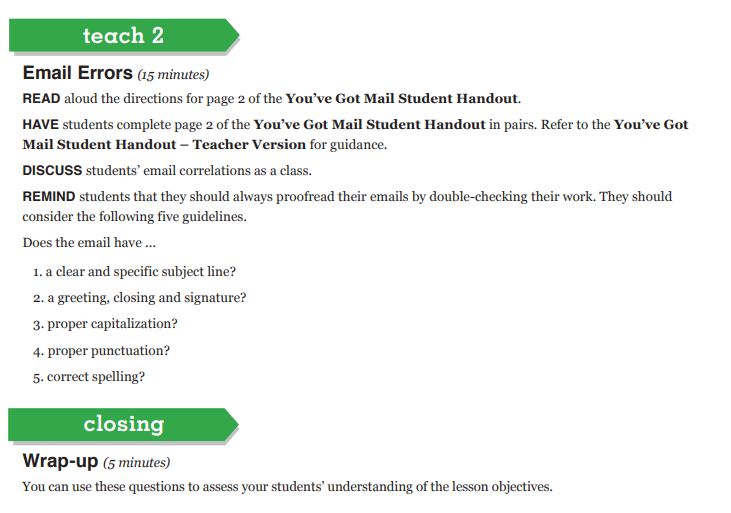 teach 2
Email Errors (15 minutes)
READ aloud the directions for page 2 of the You’ve Got Mail Student Handout.
HAVE students complete page 2 of the You’ve Got Mail Student Handout in pairs. Refer to the You’ve Got
Mail Student Handout – Teacher Version for guidance.
DISCUSS students’ email correlations as a class.
REMIND students that they should always proofread their emails by double-checking their work. They should
consider the following five guidelines.
Does the email have ...
1. a clear and specific subject line?
2. a greeting, closing and signature?
3. proper capitalization?
4. proper punctuation?
5. correct spelling?
closing
Wrap-up (5 minutes)
You can use these questions to assess your students’ understanding of the lesson objectives.